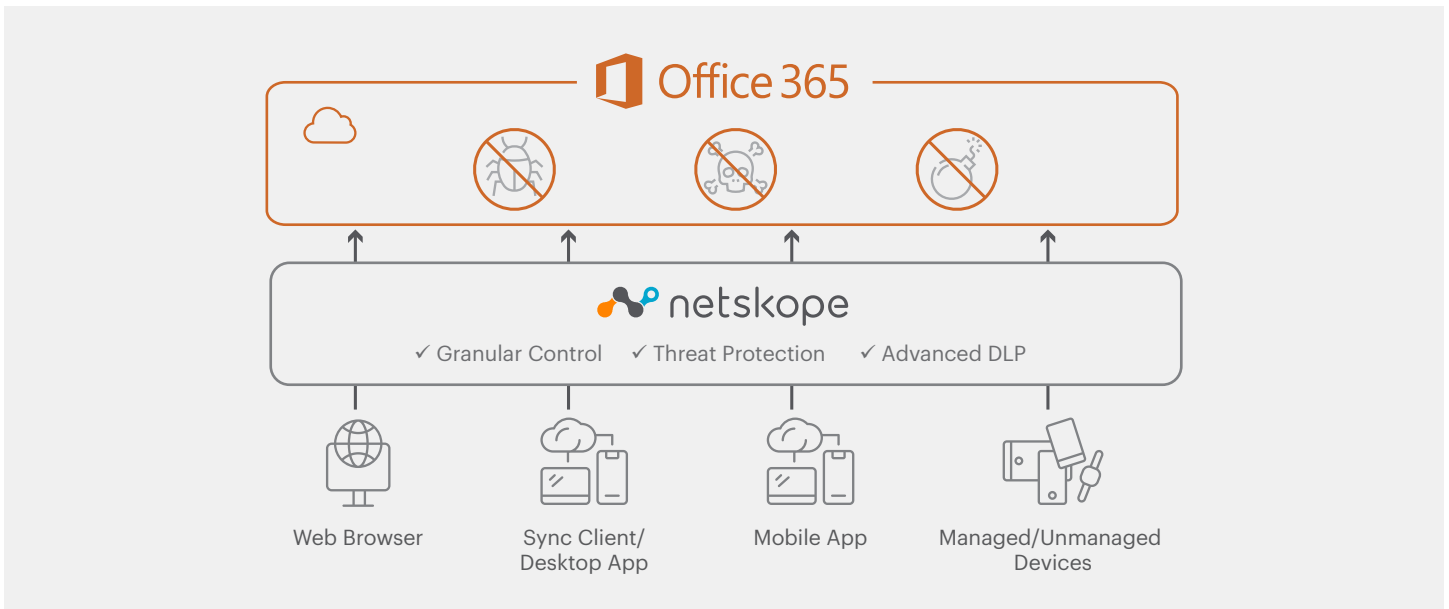 Office 365
netskope
✓ Granular Control ✓ Threat Protection ✓ Advanced DLP
Web Browser
Sync Client/
Desktop App
Mobile App
Managed/Unmanaged
Devices